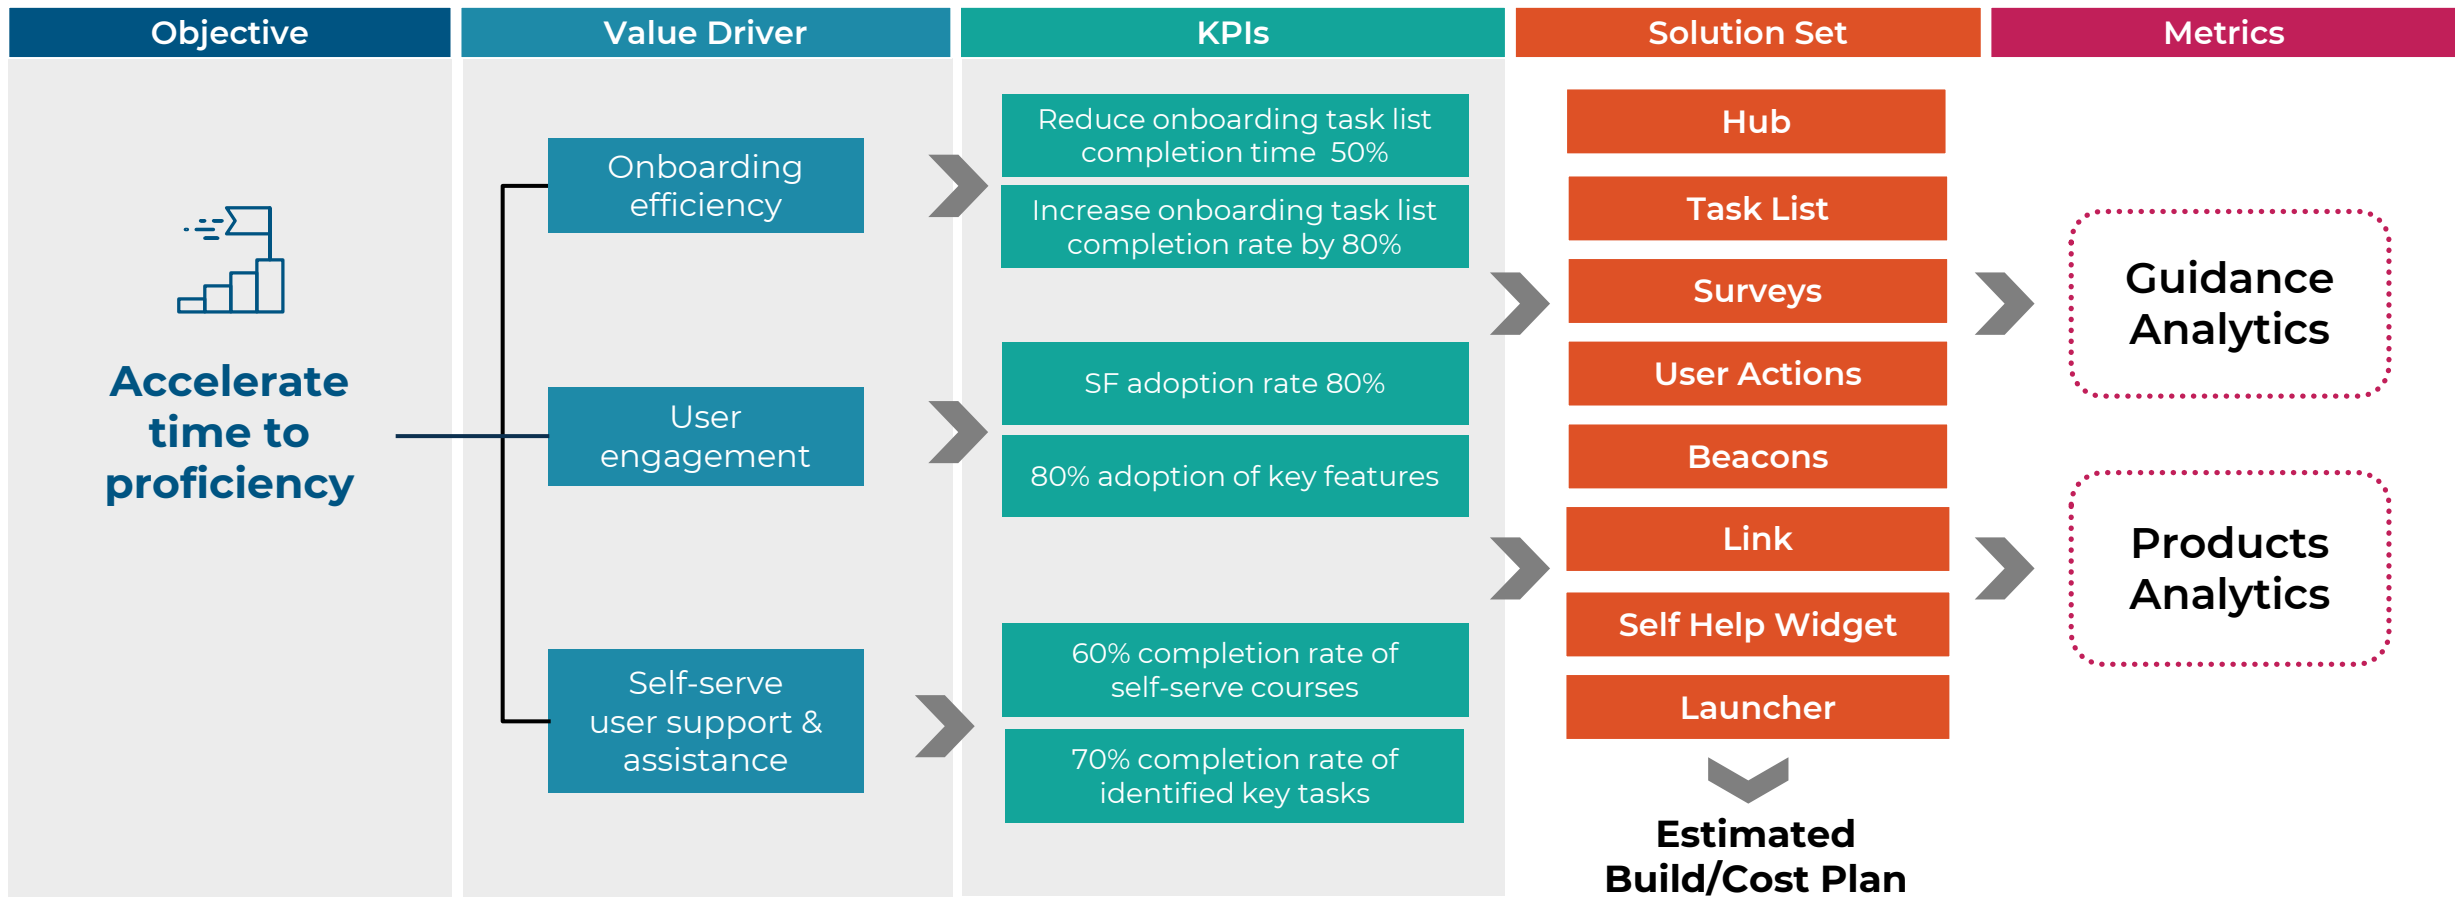 Objective
Value Driver
KPIs
Solution Set
Metrics
Accelerate
time to
proficiency
Onboarding
efficiency
User
engagement
Self-serve
user support &
assistance
Reduce onboarding task list
completion time  50%
Increase onboarding task list
completion rate by 80%
SF adoption rate 80%
80% adoption of key features
60% completion rate of
self-serve courses
70% completion rate of
identified key tasks
Hub
Task List
Surveys
User Actions
Beacons
Link
Self Help Widget
Launcher
Estimated
Build/Cost Plan
Guidance
Analytics
Products
Analytics